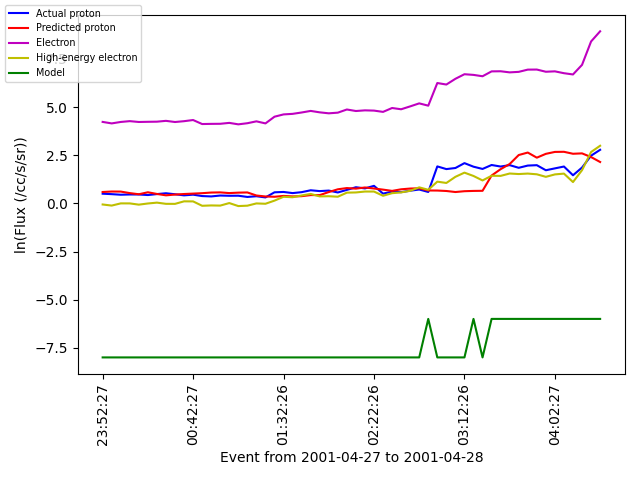 Actual proton
Predicted proton
Electron
High-energy electron
Model
5.0
2.5
0.0
−2.5
−5.0
−7.5
ln(Flux (/cc/s/sr))
23:52:27
00:42:27
01:32:26
02:22:26
03:12:26
04:02:27
Event from 2001-04-27 to 2001-04-28